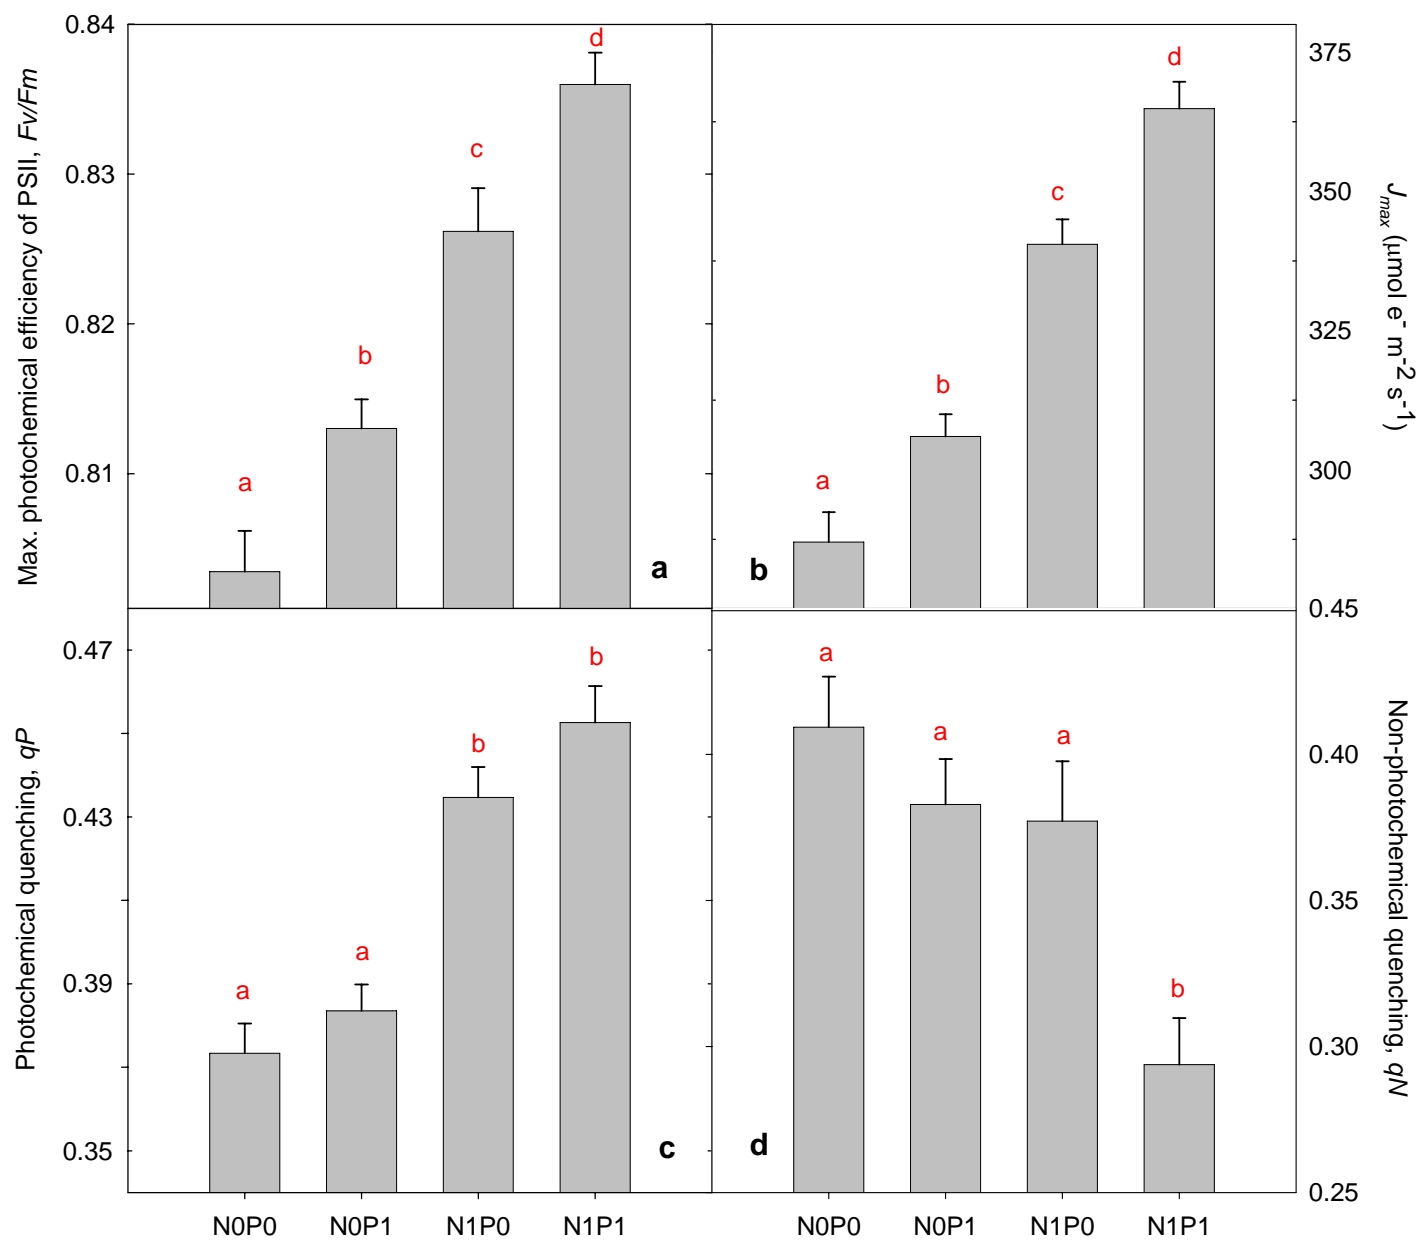 Max. photochemical efficiency of PSII, Fv/Fm
0.84
0.83
0.82
0.81
a
b
c
d
a
375
350
325
300
Jmax (μmol e- m-2 s-1)
a
b
c
d
b
Photochemical quenching, qP
0.47
0.43
0.39
0.35
a
a
b
b
c
N0P0 N0P1 N1P0 N1P1
0.45
0.40
0.35
0.30
0.25
Non-photochemical quenching, qN
a
a
a
b
d
N0P0 N0P1 N1P0 N1P1